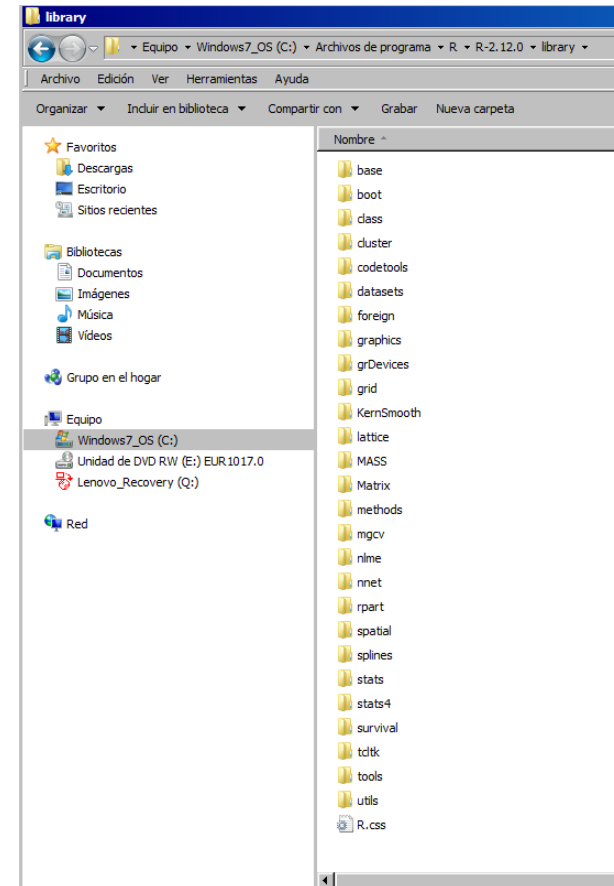 library
Equipo Windows7_OS (C:) Archivos de programa R R-2.12.0 library
Archivo Edición Ver Herramientas Ayuda
Organizar Incluir en biblioteca Compartir con Grabar Nueva carpeta
Favoritos
Descargas
Escritorio
Sitios recientes
Bibliotecas
Documentos
Imágenes
Música
Vídeos
Grupo en el hogar
Equipo
Windows7_OS (C:)
Unidad de DVD RW (E:) EUR1017.0
Lenovo_Recovery (Q:)
Red
Nombre
base
boot
class
cluster
codetools
datasets
foreign
graphics
grDevices
grid
KernSmooth
lattice
MASS
Matrix
methods
mgcv
nlme
nnet
rpart
spatial
splines
stats
stats4
survival
tcltk
tools
utils
R.css